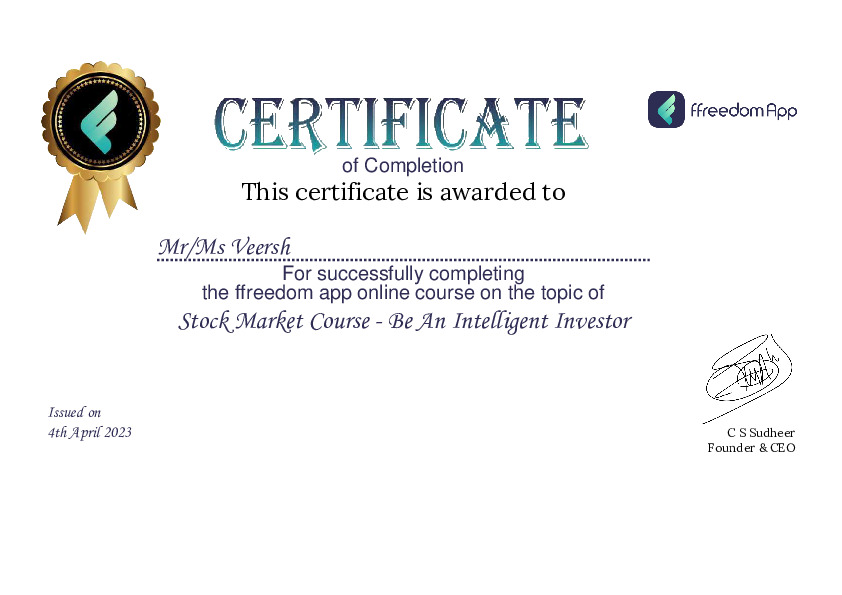 CERTIFICATE
ffreedom App
of Completion
This certificate is awarded to
Mr/Ms Veersh
For successfully completing
the ffreedom app online course on the topic of
Stock Market Course - Be An Intelligent Investor
Issued on
4th April 2023
C S Sudheer
Founder & CEO